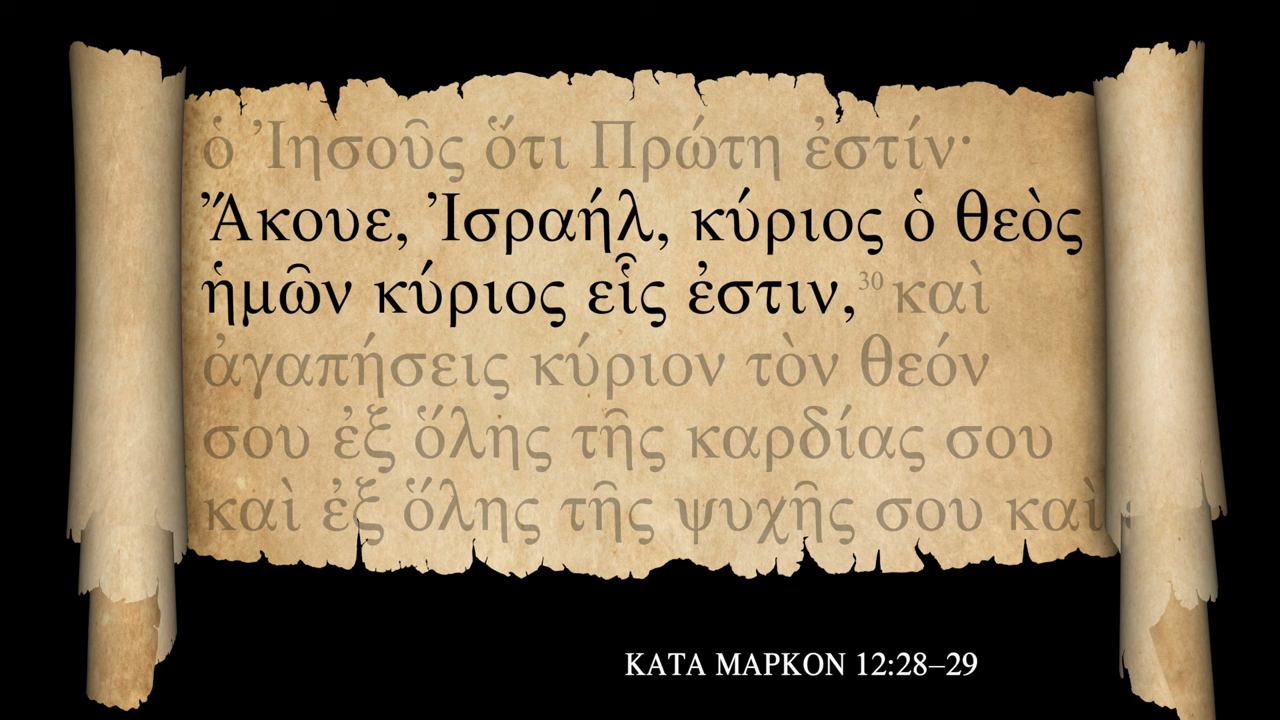 ὁ Ἰησοῦς ὅτι Πρώτη ἐστίν·
Ἄκουε, Ἰσραήλ, κύριος ὁ θεὸς
ἡμῶν κύριος εἷς ἐστιν,³⁰ καὶ
ἀγαπήσεις κύριον τὸν θεόν
σου ἐξ ὅλης τῆς καρδίας σου
καὶ ἐξ ὅλης τῆς ψυχῆς σου καὶ
ΚΑΤΑ ΜΑΡΚΟΝ 12:28–29